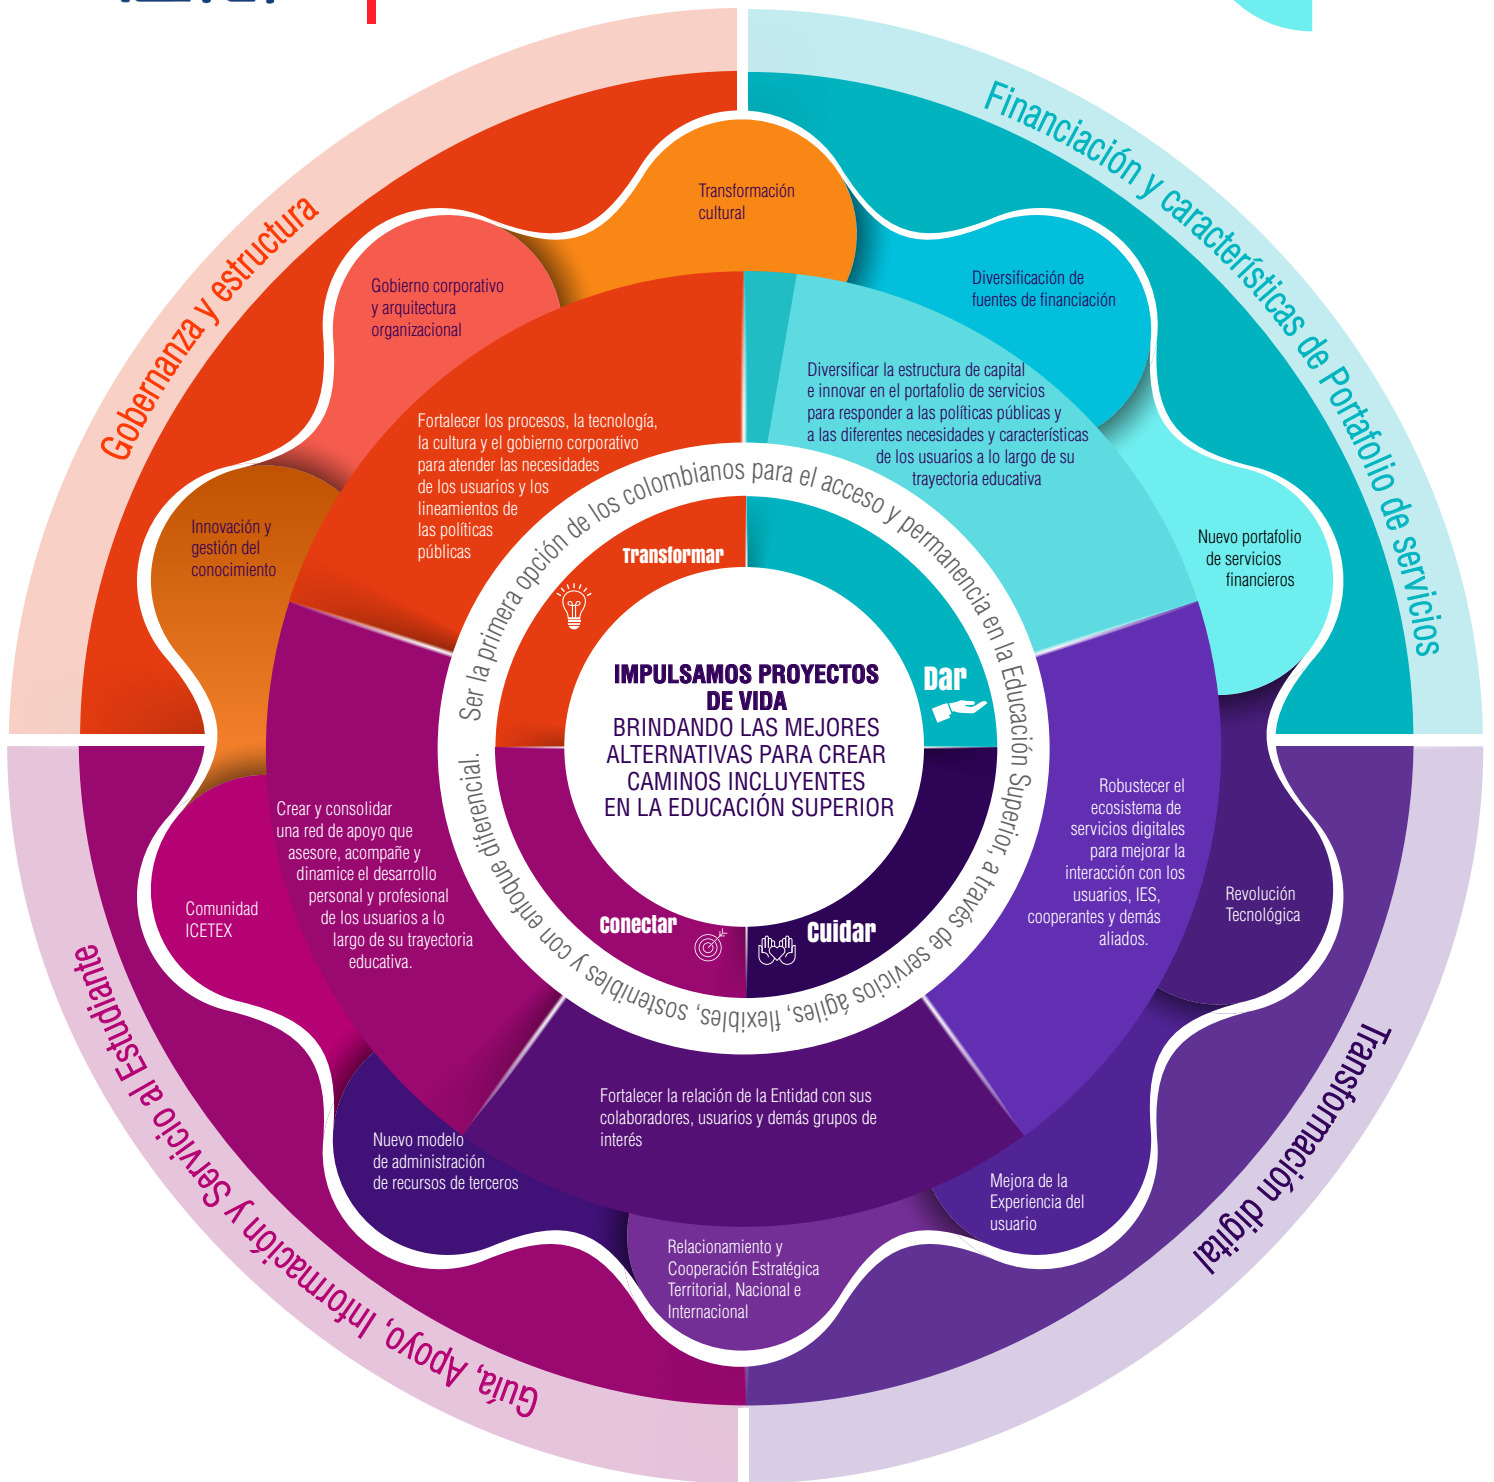 Gobernanza y estructura
Financiación y características de Portafolio de servicios
Transformación
cultural
Gobierno corporativo
y arquitectura
organizacional
Diversificación de
fuentes de financiación
Innovación y
gestión del
conocimiento
Nuevo portafolio
de servicios
financieros
Fortalecer los procesos, la tecnología,
la cultura y el gobierno corporativo
para atender las necesidades
de los usuarios y los
lineamientos de
las políticas
públicas
Diversificar la estructura de capital
e innovar en el portafolio de servicios
para responder a las políticas públicas y
a las diferentes necesidades y características
de los usuarios a lo largo de su
trayectoria educativa
Ser la primera opción de los colombianos para el acceso y permanencia en la Educación Superior, a través de servicios ágiles, flexibles, sostenibles y con enfoque diferencial.
Transformar
Dar
IMPULSAMOS PROYECTOS
DE VIDA
BRINDANDO LAS MEJORES
ALTERNATIVAS PARA CREAR
CAMINOS INCLUYENTES
EN LA EDUCACIÓN SUPERIOR
Conectar
Cuidar
Crear y consolidar
una red de apoyo que
asesore, acompañe y
dinamice el desarrollo
personal y profesional
de los usuarios a lo
largo de su trayectoria
educativa.
Robustecer el
ecosistema de
servicios digitales
para mejorar la
interacción con los
usuarios, IES,
cooperantes y demás
aliados.
Comunidad
ICETEX
Revolución
Tecnológica
Fortalecer la relación de la Entidad con sus
colaboradores, usuarios y demás grupos de
interés
Nuevo modelo
de administración
de recursos de terceros
Mejora de la
Experiencia del
usuario
Relacionamiento y
Cooperación Estratégica
Territorial, Nacional e
Internacional
Guía, Apoyo, Información y Servicio al Estudiante
Transformación digital